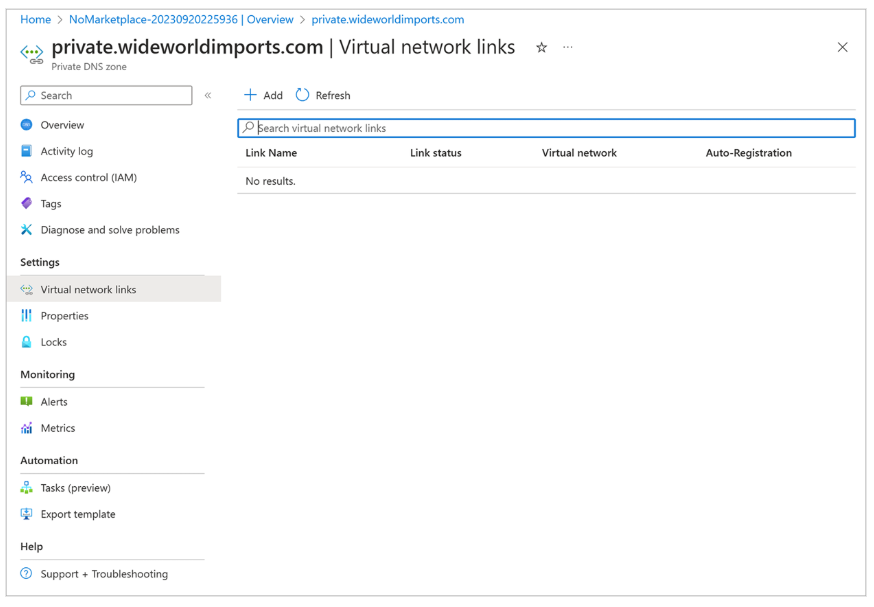 Home > NoMarketplace-20230920225936 | Overview > private.wideworldimports.com
private.wideworldimports.com | Virtual network links ☆ ···
Private DNS zone
Search
Overview
Activity log
Access control (IAM)
Tags
Diagnose and solve problems
Settings
Virtual network links
Properties
Locks
Monitoring
Alerts
Metrics
Automation
Tasks (preview)
Export template
Help
Support + Troubleshooting
Add Refresh
Search virtual network links
Link Name Link status Virtual network Auto-Registration
No results.